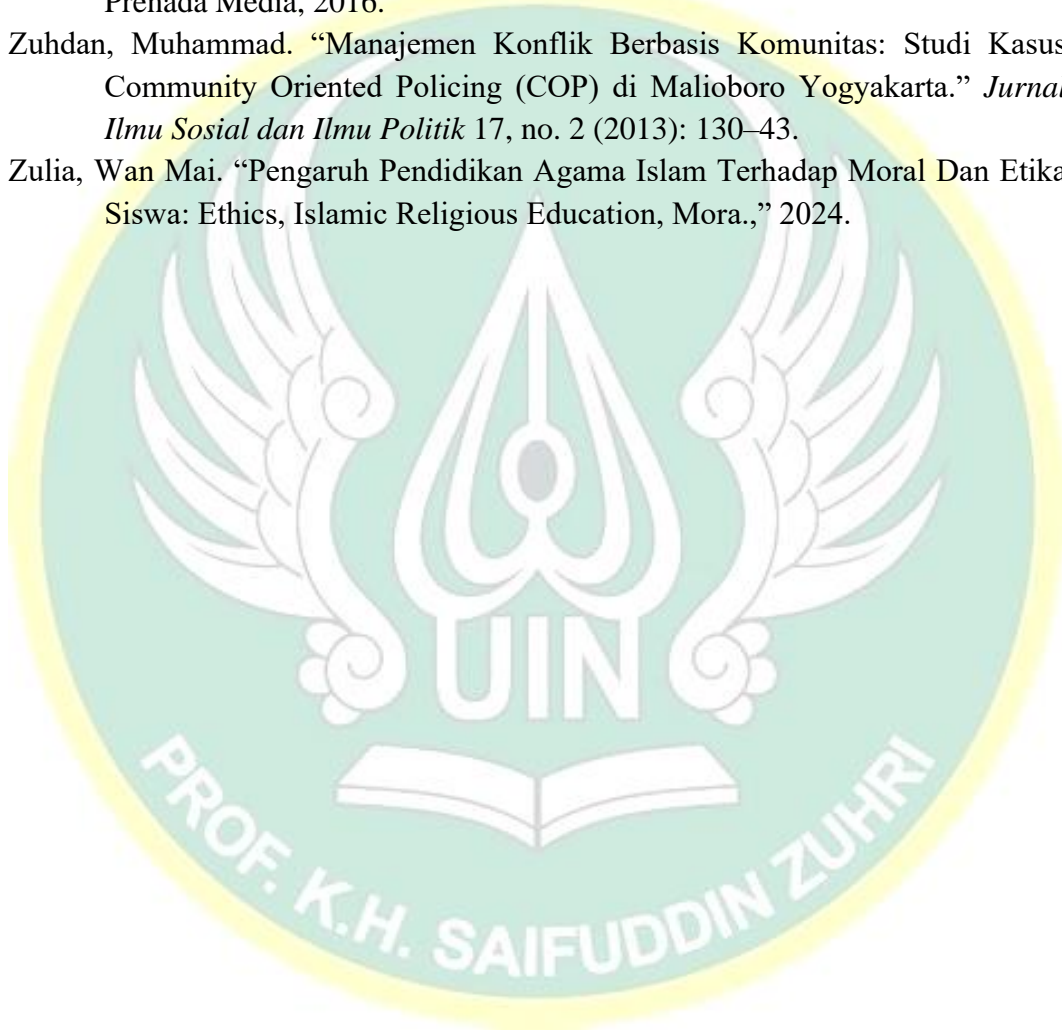 Prenada Media, 2016.
Zuhdan, Muhammad. “Manajemen Konflik Berbasis Komunitas: Studi Kasus
Community Oriented Policing (COP) di Malioboro Yogyakarta.” Jurnal
Ilmu Sosial dan Ilmu Politik 17, no. 2 (2013): 130–43.
Zulia, Wan Mai. “Pengaruh Pendidikan Agama Islam Terhadap Moral Dan Etika
Siswa: Ethics, Islamic Religious Education, Mora.,” 2024.
UIN
PROF. K.H. SAIFUDDIN ZUHRI